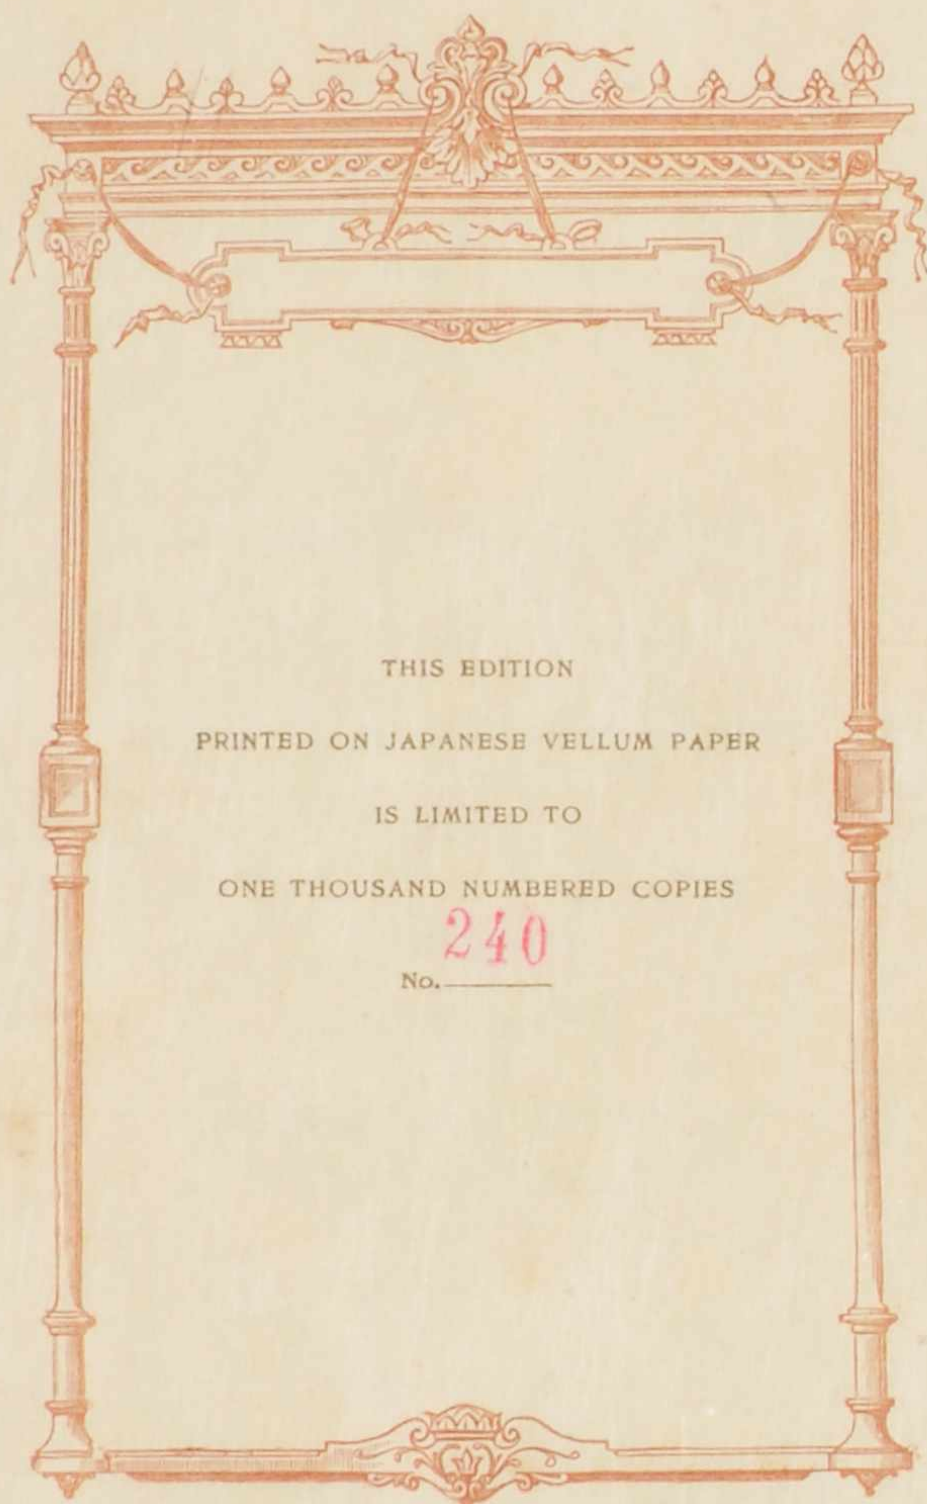 THIS EDITION
PRINTED ON JAPANESE VELLUM PAPER
IS LIMITED TO
ONE THOUSAND NUMBERED COPIES
240
No.